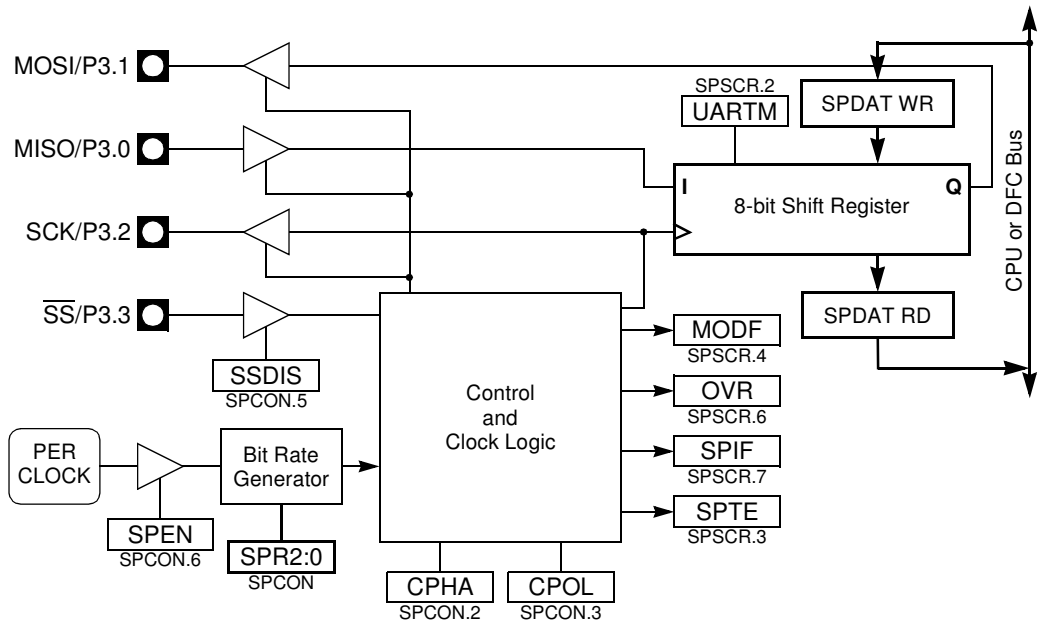 MOSI/P3.1
MISO/P3.0
SCK/P3.2
SS/P3.3
SSDIS
SPCON.5
PER
CLOCK
SPEN
SPCON.6
Bit Rate
Generator
SPR2:0
SPCON
Control
and
Clock Logic
CPHA
SPCON.2
CPOL
SPCON.3
SPSCR.2
UARTM
SPDAT WR
I
8-bit Shift Register
Q
SPDAT RD
CPU or DFC Bus
MODF
SPSCR.4
OVR
SPSCR.6
SPIF
SPSCR.7
SPTE
SPSCR.3